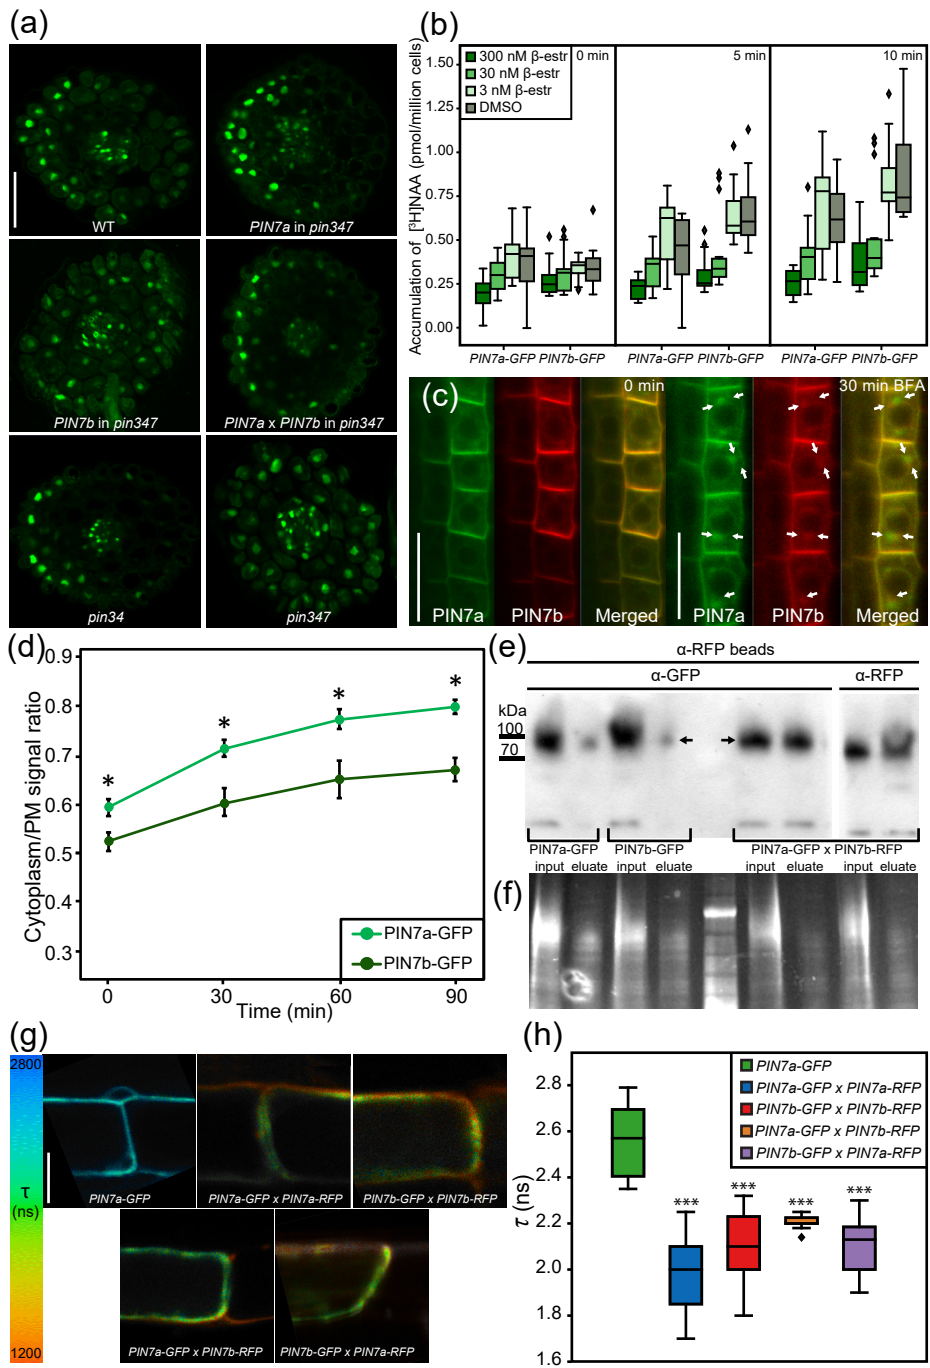 (a)
WT
PIN7a in pin347
PIN7b in pin347
PIN7a x PIN7b in pin347
pin34
pin347
(b)
Accumulation of [³H]NAA (pmol/million cells)
1.50
1.25
1.00
0.75
0.50
0.25
0.00
300 nM β-estr
30 nM β-estr
3 nM β-estr
DMSO
0 min
5 min
10 min
PIN7a-GFP PIN7b-GFP
PIN7a-GFP PIN7b-GFP
PIN7a-GFP PIN7b-GFP
(c)
0 min
30 min BFA
PIN7a
PIN7b
Merged
PIN7a
PIN7b
Merged
(d)
Cytoplasm/PM signal ratio
0.9
0.8
0.7
0.6
0.5
0.4
0.3
* * * *
PIN7a-GFP
PIN7b-GFP
0 30 60 90
Time (min)
(e)
α-RFP beads
α-GFP
α-RFP
kDa
100
70
PIN7a-GFP
PIN7b-GFP
PIN7a-GFP x PIN7b-RFP
input eluate input eluate input eluate input eluate
(f)
(g)
2800
τ
(ns)
1200
PIN7a-GFP
PIN7a-GFP x PIN7a-RFP
PIN7b-GFP x PIN7b-RFP
PIN7a-GFP x PIN7b-RFP
PIN7b-GFP x PIN7a-RFP
(h)
τ (ns)
2.8
2.6
2.4
2.2
2.0
1.8
1.6
PIN7a-GFP
PIN7a-GFP x PIN7a-RFP
PIN7b-GFP x PIN7b-RFP
PIN7a-GFP x PIN7b-RFP
PIN7b-GFP x PIN7a-RFP
*** *** *** ***